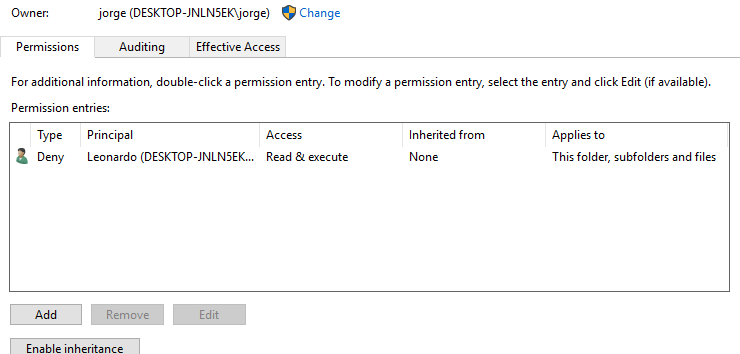 Owner: jorge (DESKTOP-JNLN5EK\jorge) Change
Permissions Auditing Effective Access
For additional information, double-click a permission entry. To modify a permission entry, select the entry and click Edit (if available).
Permission entries:
Type Principal Access Inherited from Applies to
Deny Leonardo (DESKTOP-JNLN5EK... Read & execute None This folder, subfolders and files
Add Remove Edit
Enable inheritance